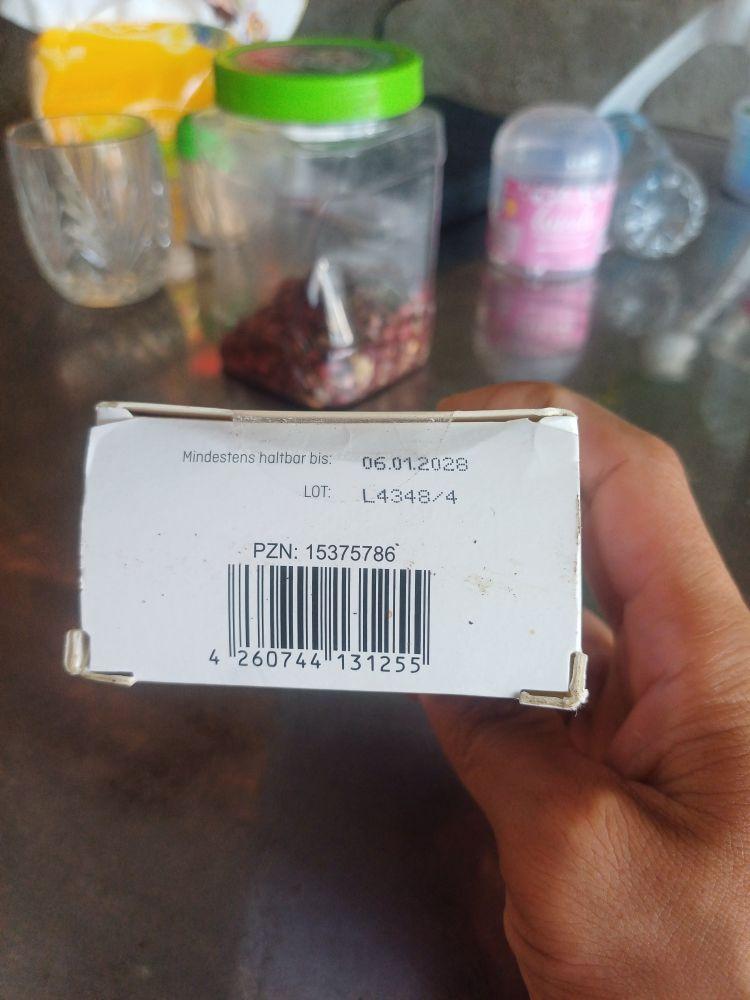 Mindestens haltbar bis: 06.01.2028
LOT: L4348/4
PZN: 15375786
4 260744 131255